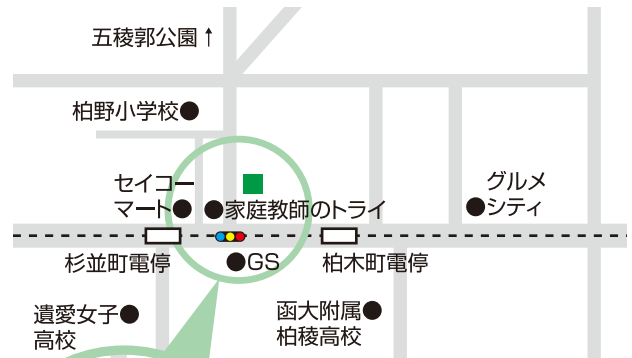 五稜郭公園↑
柏野小学校●
セイコー
マート●
●家庭教師のトライ
グルメ
●シティ
杉並町電停
●GS
柏木町電停
遺愛女子●
高校
函大附属●
柏稜高校